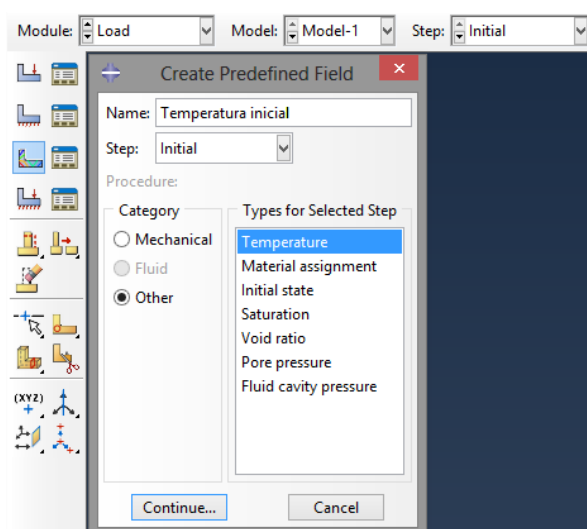 Module: Load Model: Model-1 Step: Initial
Create Predefined Field
Name: Temperatura inicial
Step: Initial
Procedure:
Category
Mechanical
Fluid
Other
Types for Selected Step
Temperature
Material assignment
Initial state
Saturation
Void ratio
Pore pressure
Fluid cavity pressure
Continue... Cancel
(XYZ)